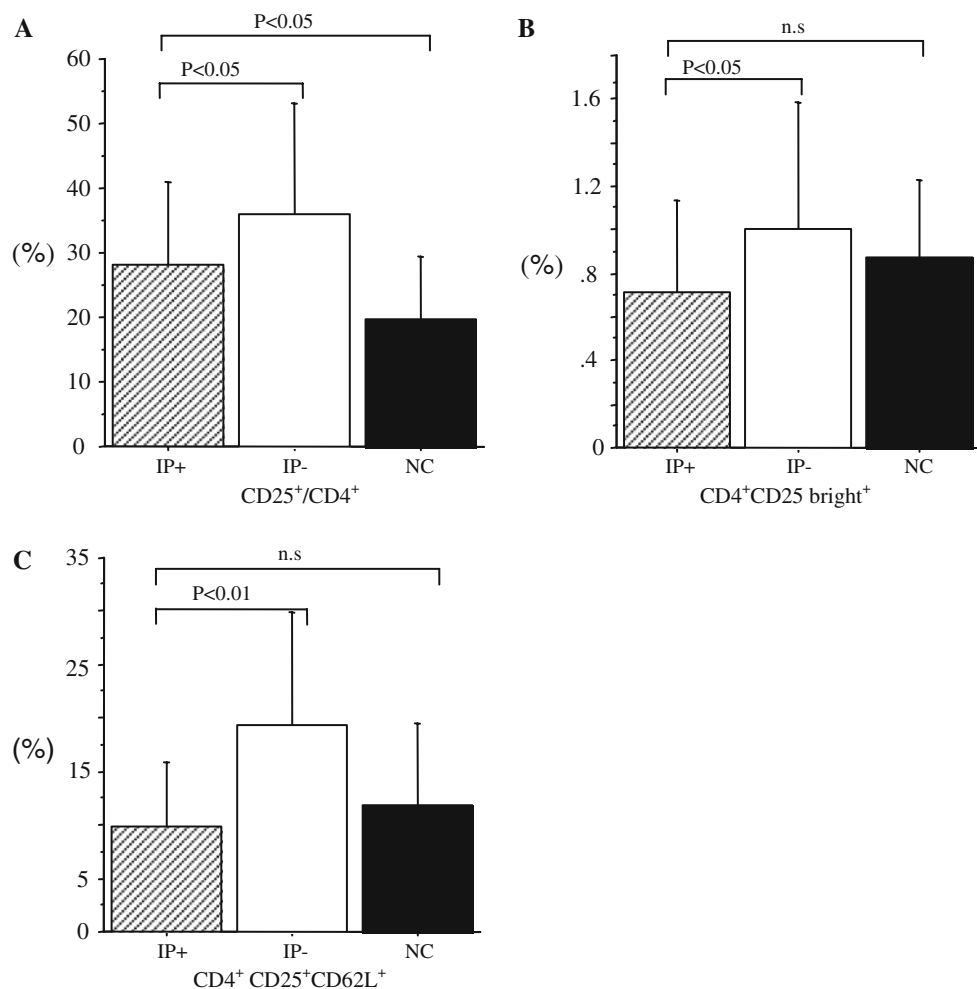 A
P<0.05
P<0.05
60
50
40
(%)
30
20
10
0
IP+ IP- NC
CD25⁺/CD4⁺
B
n.s
P<0.05
1.6
1.2
(%)
.8
.4
0
IP+ IP- NC
CD4⁺CD25 bright⁺
C
n.s
P<0.01
35
25
(%)
15
5
0
IP+ IP- NC
CD4⁺ CD25⁺CD62L⁺